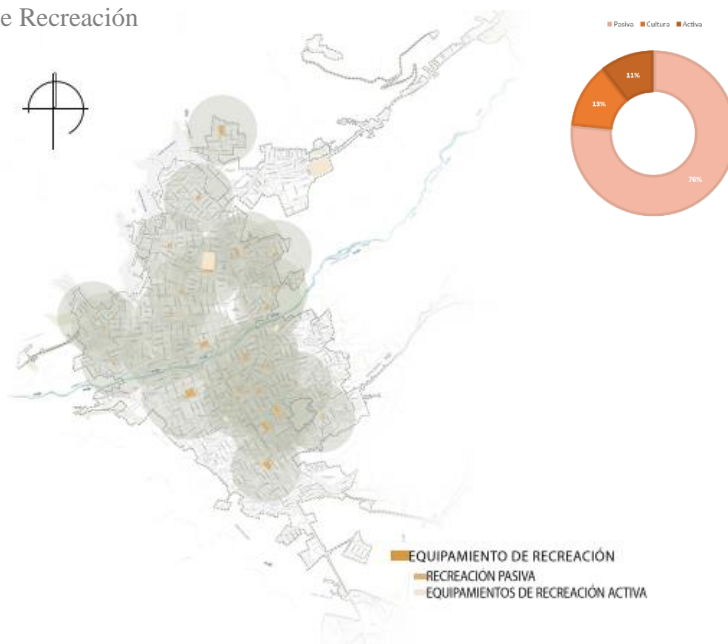 e Recreación
Pasiva Cultura Activa
11%
13%
76%
EQUIPAMIENTO DE RECREACIÓN
RECREACIÓN PASIVA
EQUIPAMIENTOS DE RECREACIÓN ACTIVA